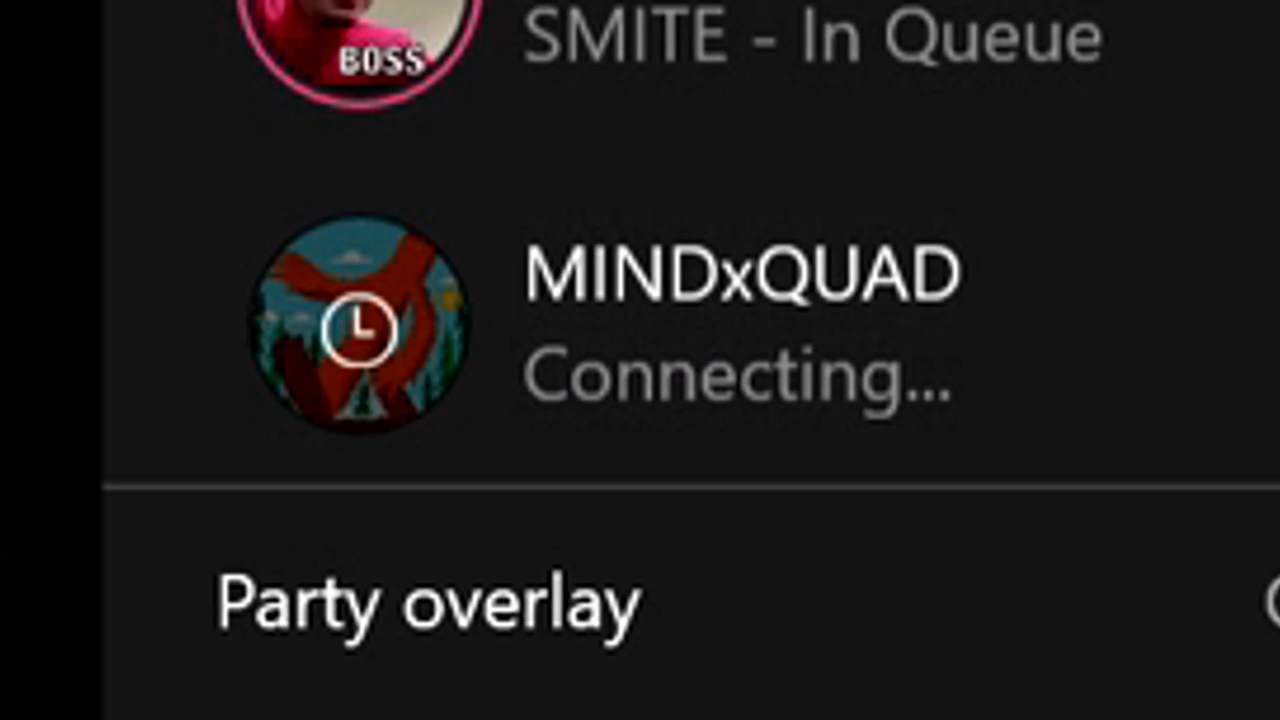 BOSS
SMITE - In Queue
MINDxQUAD
Connecting...
Party overlay